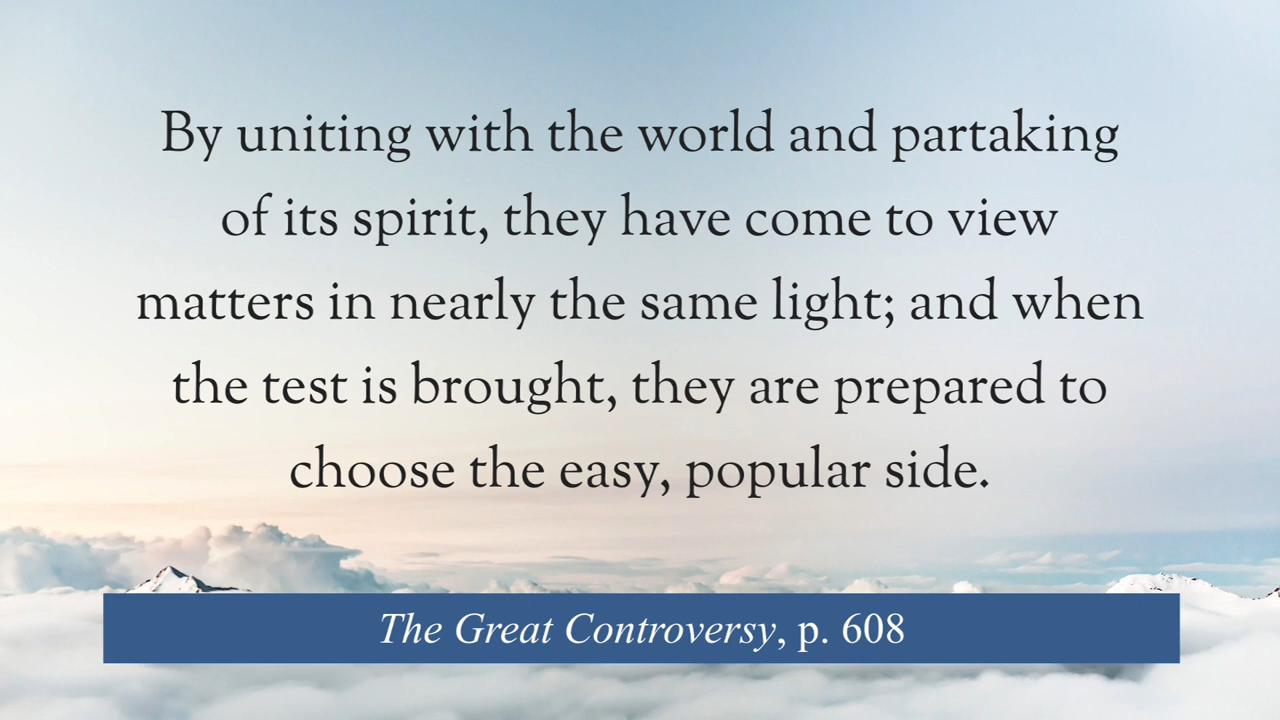 By uniting with the world and partaking
of its spirit, they have come to view
matters in nearly the same light; and when
the test is brought, they are prepared to
choose the easy, popular side.
The Great Controversy, p. 608